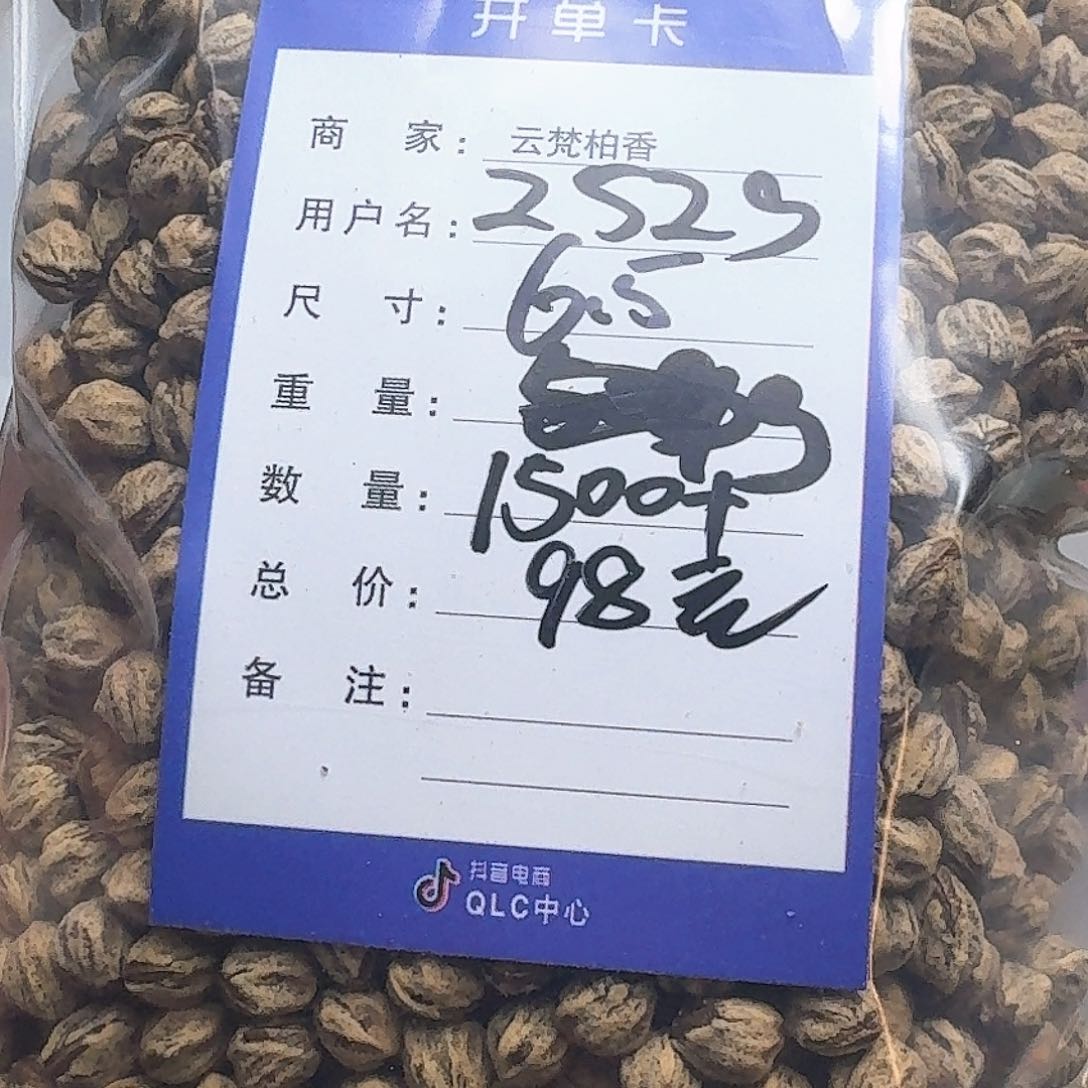 开单卡
商 家：云梵柏香
用户名：252g
尺 寸：6.5
重 量：
数 量：1500+
总 价：98元
备 注：
抖音电商
QLC中心